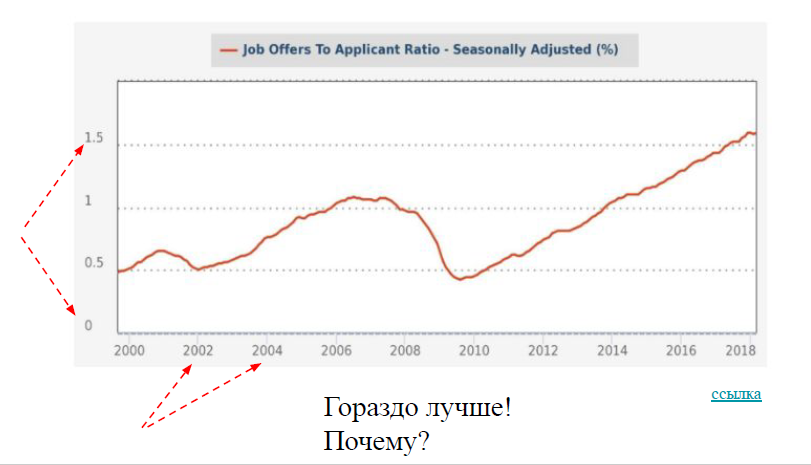 Job Offers To Applicant Ratio - Seasonally Adjusted (%)
1.5
1
0.5
0
2000 2002 2004 2006 2008 2010 2012 2014 2016 2018
ссылка
Гораздо лучше!
Почему?